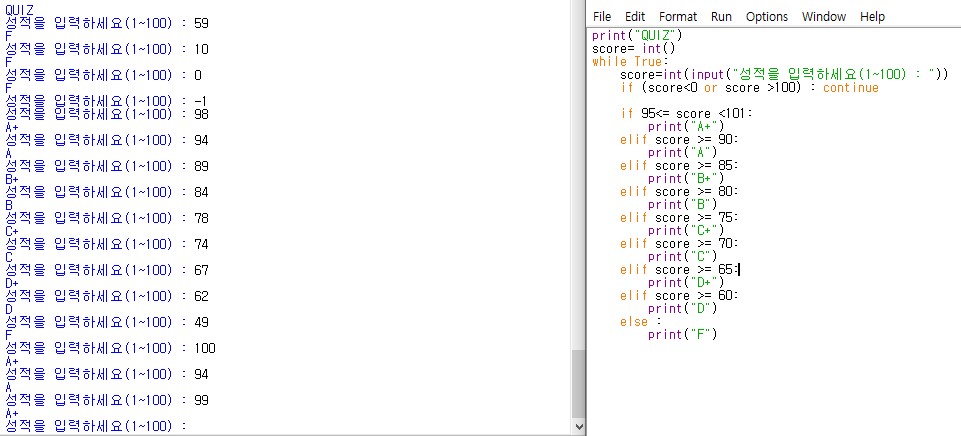 QUIZ
성적을 입력하세요(1~100) : 59
F
성적을 입력하세요(1~100) : 10
F
성적을 입력하세요(1~100) : 0
F
성적을 입력하세요(1~100) : -1
성적을 입력하세요(1~100) : 98
A+
성적을 입력하세요(1~100) : 94
A
성적을 입력하세요(1~100) : 89
B+
성적을 입력하세요(1~100) : 84
B
성적을 입력하세요(1~100) : 78
C+
성적을 입력하세요(1~100) : 74
C
성적을 입력하세요(1~100) : 67
D+
성적을 입력하세요(1~100) : 62
D
성적을 입력하세요(1~100) : 49
F
성적을 입력하세요(1~100) : 100
A+
성적을 입력하세요(1~100) : 94
A
성적을 입력하세요(1~100) : 99
A+
성적을 입력하세요(1~100) :
File Edit Format Run Options Window Help
print("QUIZ")
score= int()
while True:
    score=int(input("성적을 입력하세요(1~100) : "))
    if (score<0 or score >100) : continue
    if 95<= score <101:
        print("A+")
    elif score >= 90:
        print("A")
    elif score >= 85:
        print("B+")
    elif score >= 80:
        print("B")
    elif score >= 75:
        print("C+")
    elif score >= 70:
        print("C")
    elif score >= 65:
        print("D+")
    elif score >= 60:
        print("D")
    else :
        print("F")